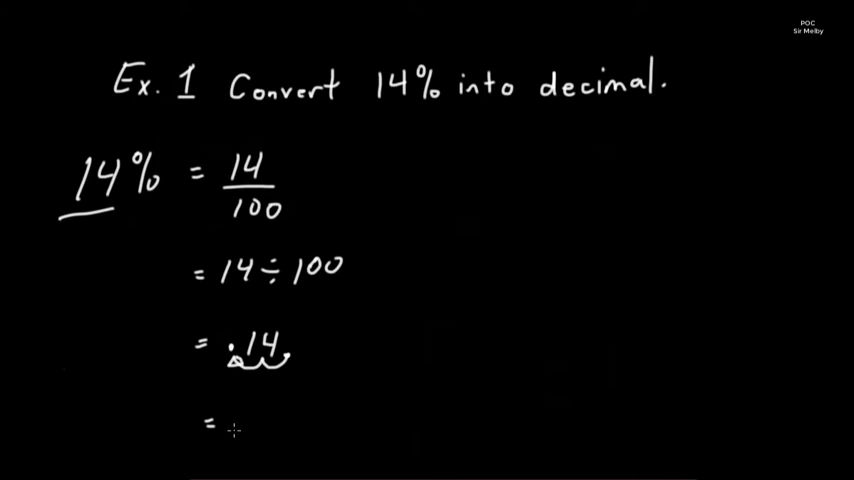 POC
Sir Melby
Ex. 1 Convert 14% into decimal.
14% = 14/100
= 14 ÷ 100
= .14
=